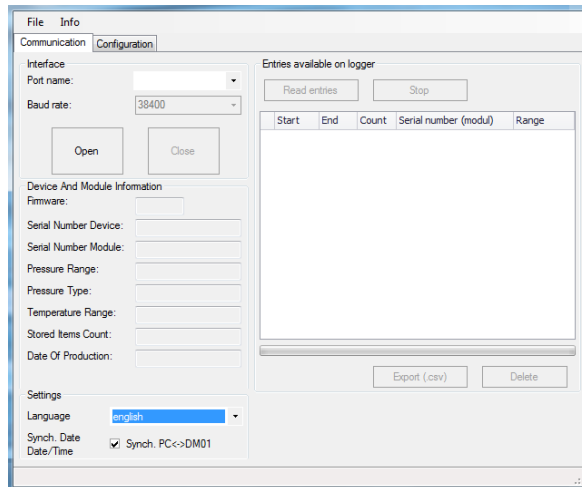 File Info
Communication Configuration
Interface
Port name:
Baud rate: 38400
Open Close
Device And Module Information
Firmware:
Serial Number Device:
Serial Number Module:
Pressure Range:
Pressure Type:
Temperature Range:
Stored Items Count:
Date Of Production:
Settings
Language english
Synch. Date
Date/Time
Synch. PC<->DM01
Entries available on logger
Read entries Stop
Start End Count Serial number (modul) Range
Export (.csv) Delete